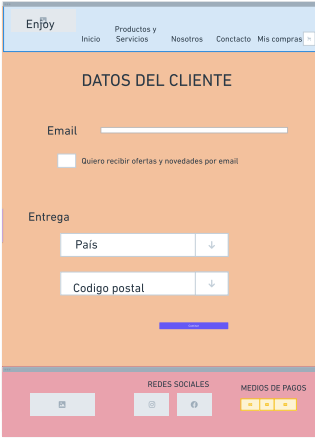 Enjoy
Inicio
Productos y
Servicios
Nosotros
Conctacto
Mis compras
DATOS DEL CLIENTE
Email
Quiero recibir ofertas y novedades por email
Entrega
País
Codigo postal
REDES SOCIALES
MEDIOS DE PAGOS